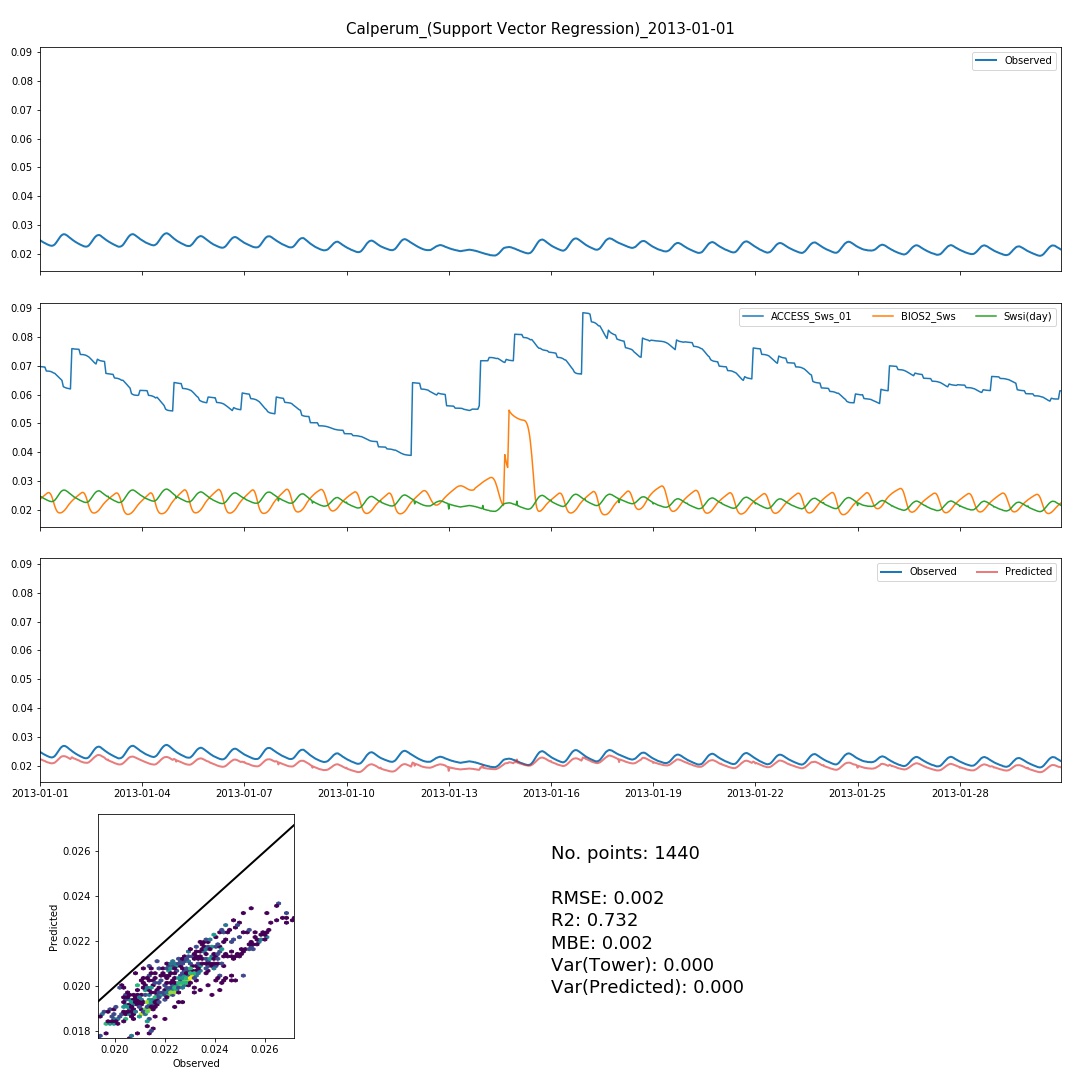 Calperum_(Support Vector Regression)_2013-01-01
0.09
0.08
0.07
0.06
0.05
0.04
0.03
0.02
Observed
0.09
0.08
0.07
0.06
0.05
0.04
0.03
0.02
ACCESS_Sws_01 BIOS2_Sws Swsi(day)
0.09
0.08
0.07
0.06
0.05
0.04
0.03
0.02
Observed Predicted
2013-01-01 2013-01-04 2013-01-07 2013-01-10 2013-01-13 2013-01-16 2013-01-19 2013-01-22 2013-01-25 2013-01-28
Predicted
0.026
0.024
0.022
0.020
0.018
0.020 0.022 0.024 0.026
Observed
No. points: 1440
RMSE: 0.002
R2: 0.732
MBE: 0.002
Var(Tower): 0.000
Var(Predicted): 0.000